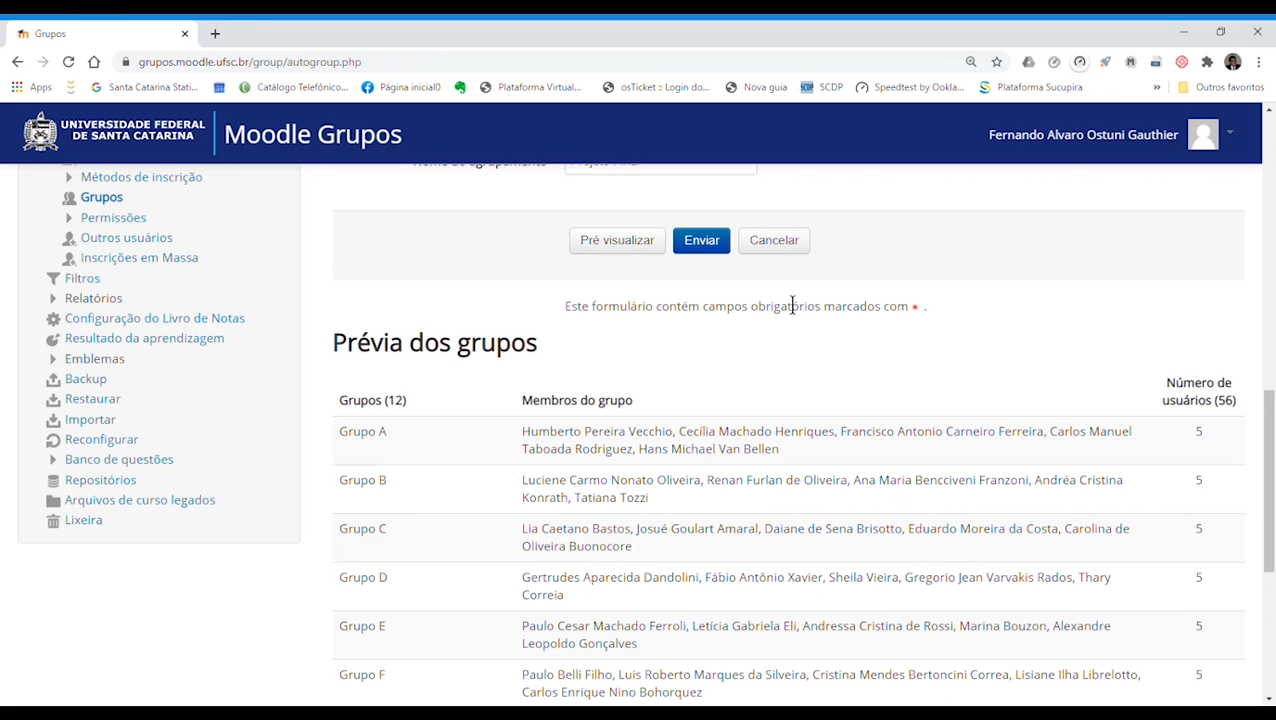 Grupos
grupos.moodle.ufsc.br/group/autogroup.php
Apps
Santa Catarina Stati...
Catálogo Telefônico...
Página inicial0
Plataforma Virtual...
osTicket :: Login do...
Nova guia
SCDP
Speedtest by Ookla...
Plataforma Sucupira
»
Outros favoritos
UNIVERSIDADE FEDERAL
DE SANTA CATARINA
Moodle Grupos
Fernando Alvaro Ostuni Gauthier
Métodos de inscrição
Grupos
Permissões
Outros usuários
Inscrições em Massa
Filtros
Relatórios
Configuração do Livro de Notas
Resultado da aprendizagem
Emblemas
Backup
Restaurar
Importar
Reconfigurar
Banco de questões
Repositórios
Arquivos de curso legados
Lixeira
Pré visualizar
Enviar
Cancelar
Este formulário contém campos obrigatórios marcados com * .
Prévia dos grupos
Grupos (12)
Membros do grupo
Número de
usuários (56)
Grupo A
Humberto Pereira Vecchio, Cecília Machado Henriques, Francisco Antonio Carneiro Ferreira, Carlos Manuel
Taboada Rodriguez, Hans Michael Van Bellen
5
Grupo B
Luciene Carmo Nonato Oliveira, Renan Furlan de Oliveira, Ana Maria Bencciveni Franzoni, Andréa Cristina
Konrath, Tatiana Tozzi
5
Grupo C
Lia Caetano Bastos, Josué Goulart Amaral, Daiane de Sena Brisotto, Eduardo Moreira da Costa, Carolina de
Oliveira Buonocore
5
Grupo D
Gertrudes Aparecida Dandolini, Fábio Antônio Xavier, Sheila Vieira, Gregorio Jean Varvakis Rados, Thary
Correia
5
Grupo E
Paulo Cesar Machado Ferroli, Letícia Gabriela Eli, Andressa Cristina de Rossi, Marina Bouzon, Alexandre
Leopoldo Gonçalves
5
Grupo F
Paulo Belli Filho, Luis Roberto Marques da Silveira, Cristina Mendes Bertoncini Correa, Lisiane Ilha Librelotto,
Carlos Enrique Nino Bohorquez
5